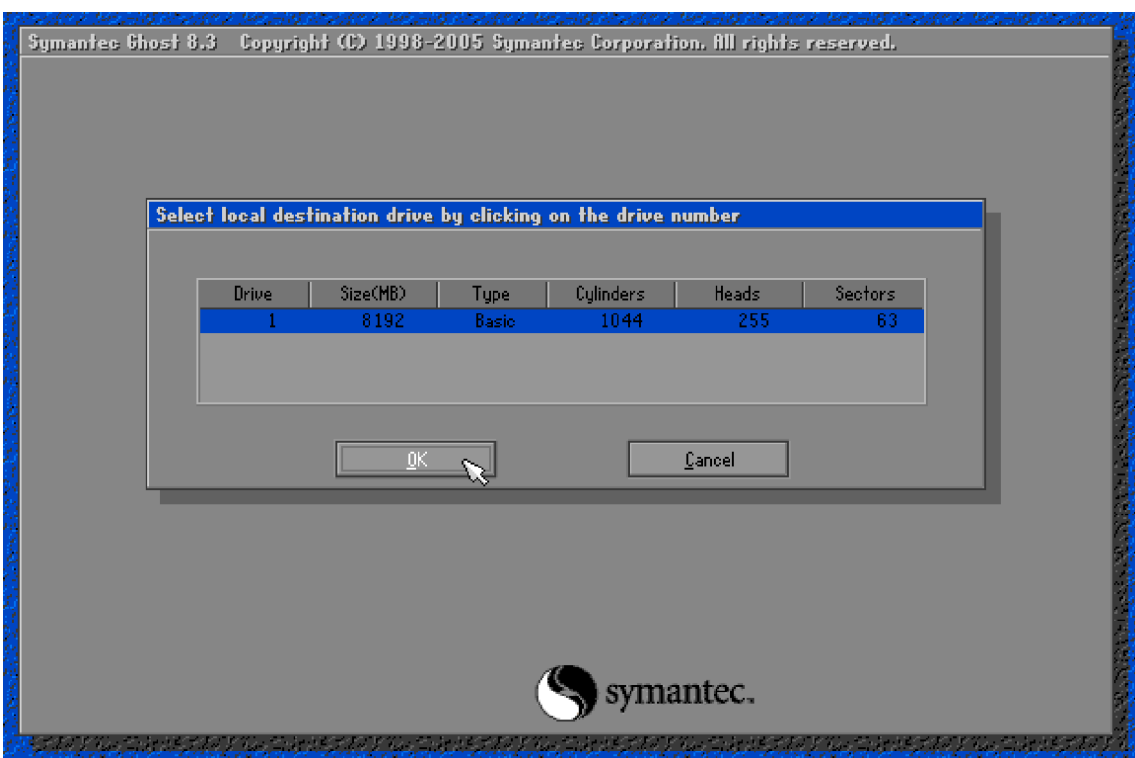 Symantec Ghost 8.3 Copyright (C) 1998-2005 Symantec Corporation. All rights reserved.
Select local destination drive by clicking on the drive number
Drive Size(MB) Type Cylinders Heads Sectors
1 8192 Basic 1044 255 63
OK Cancel
symantec.